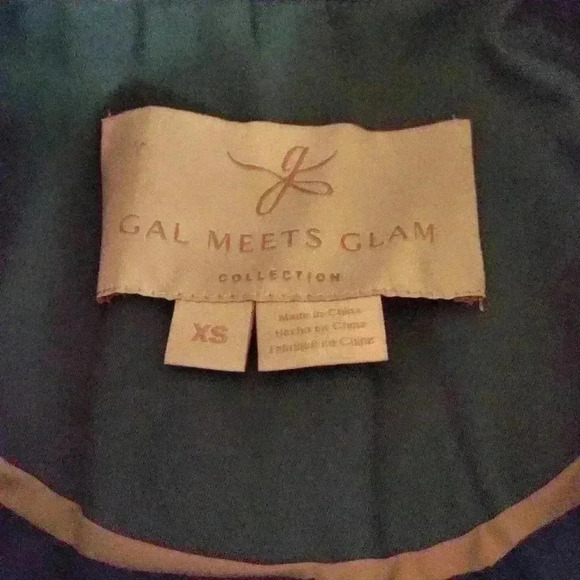 g
GAL MEETS GLAM
COLLECTION
XS
Made in China
Hecho en China
Fabriqué en Chine